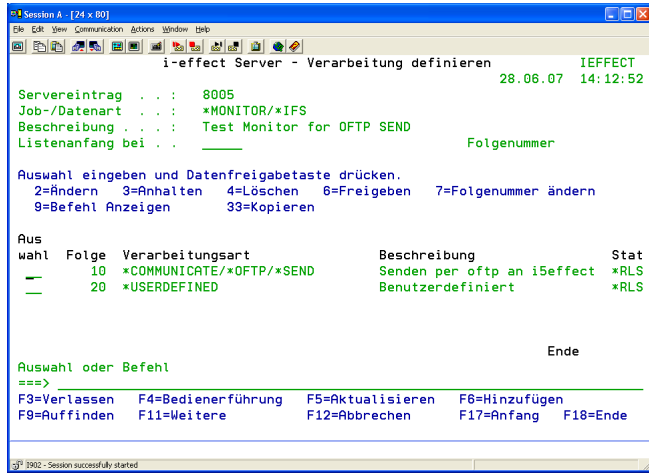 Session A - [24 x 80]
File Edit View Communication Actions Window Help
i-effect Server - Verarbeitung definieren IEFFECT
28.06.07 14:12:52
Servereintrag . . : 8005
Job-/Datenart . . : *MONITOR/*IFS
Beschreibung . . . : Test Monitor for OFTP SEND
Listenanfang bei . . _____ Folgenummer
Auswahl eingeben und Datenfreigabetaste drücken.
2=Ändern 3=Anhalten 4=Löschen 6=Freigeben 7=Folgenummer ändern
9=Befehl Anzeigen 33=Kopieren
Aus
wahl Folge Verarbeitungsart Beschreibung Stat
__ 10 *COMMUNICATE/*OFTP/*SEND Senden per oftp an i5effect *RLS
__ 20 *USERDEFINED Benutzerdefiniert *RLS
Ende
Auswahl oder Befehl
===>
F3=Verlassen F4=Bedienerführung F5=Aktualisieren F6=Hinzufügen
F9=Auffinden F11=Weitere F12=Abbrechen F17=Anfang F18=Ende
I902 - Session successfully started